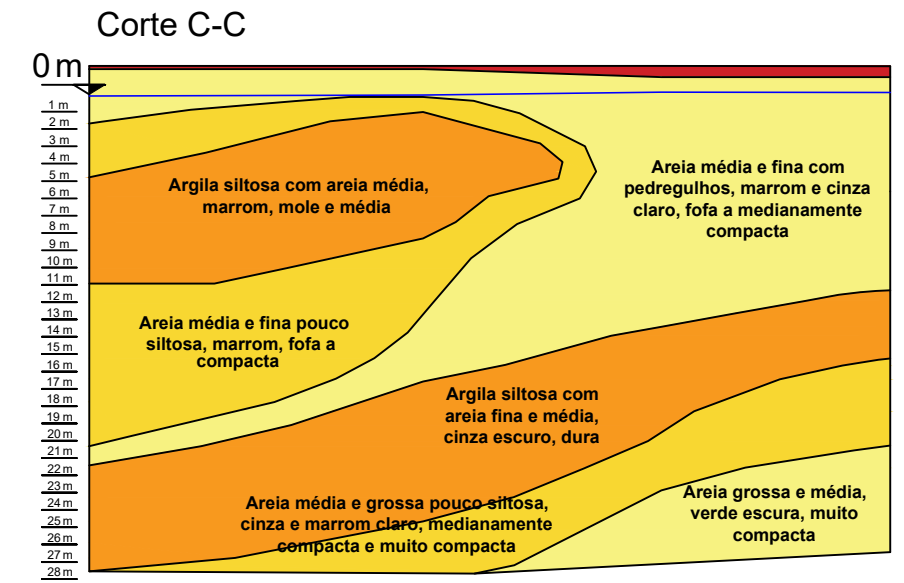 Corte C-C
0 m
1 m
2 m
3 m
4 m
5 m
6 m
7 m
8 m
9 m
10 m
11 m
12 m
13 m
14 m
15 m
16 m
17 m
18 m
19 m
20 m
21 m
22 m
23 m
24 m
25 m
26 m
27 m
28 m
Argila siltosa com areia média,
marrom, mole e média
Areia média e fina com
pedregulhos, marrom e cinza
claro, fofa a medianamente
compacta
Areia média e fina pouco
siltosa, marrom, fofa a
compacta
Argila siltosa com
areia fina e média,
cinza escuro, dura
Areia média e grossa pouco siltosa,
cinza e marrom claro, medianamente
compacta e muito compacta
Areia grossa e média,
verde escura, muito
compacta